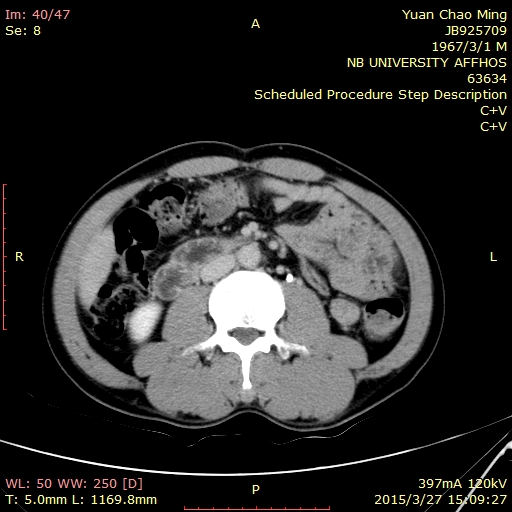 Im: 40/47
Se: 8
A
Yuan Chao Ming
JB925709
1967/3/1 M
NB UNIVERSITY AFFHOS
63634
Scheduled Procedure Step Description
C+V
C+V
R
L
WL: 50 WW: 250 [D]
T: 5.0mm L: 1169.8mm
P
397mA 120kV
2015/3/27 15:09:27